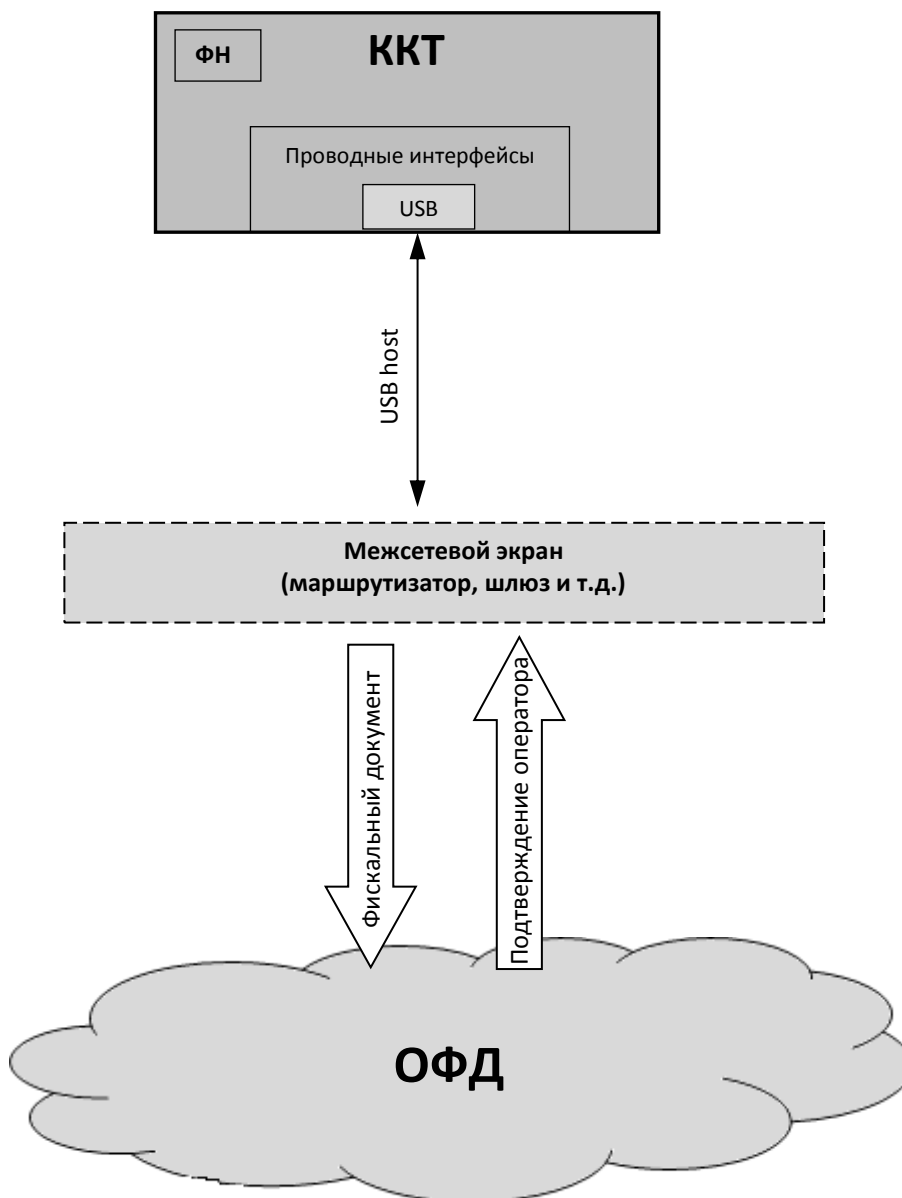 ФН
ККТ
Проводные интерфейсы
USB
USB host
Межсетевой экран
(маршрутизатор, шлюз и т.д.)
Фискальный документ
Подтверждение оператора
ОФД